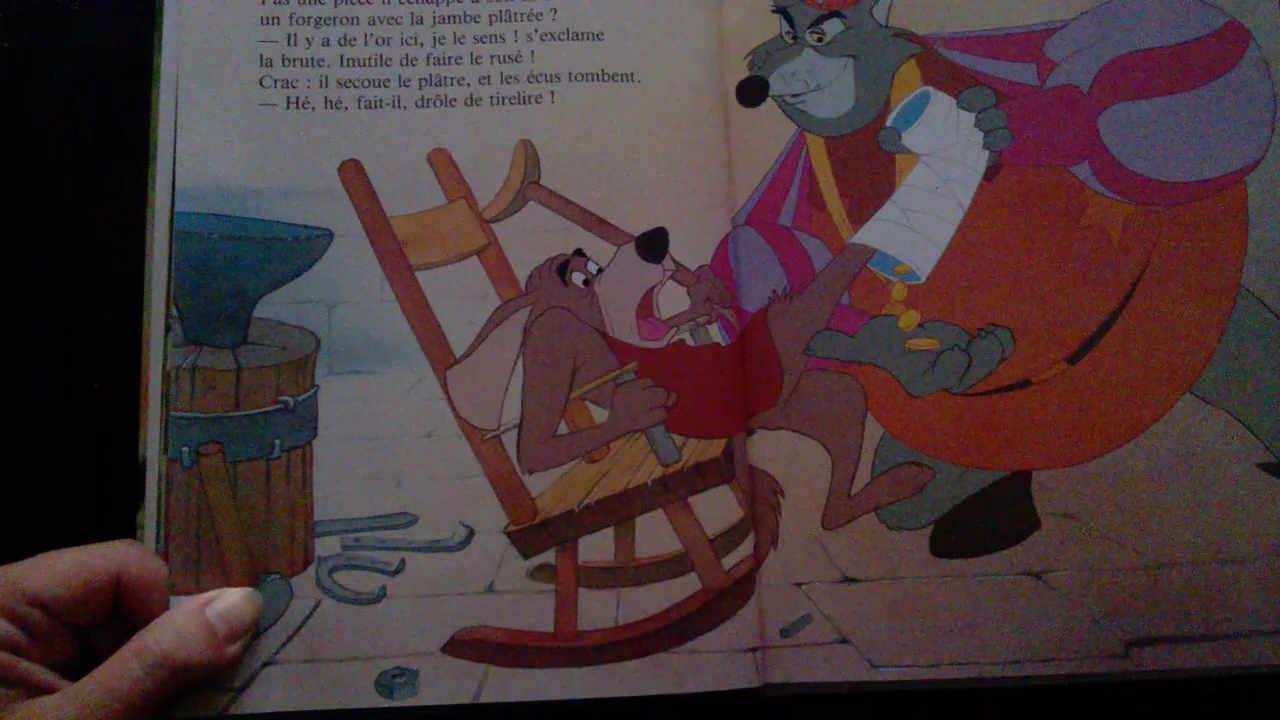 un forgeron avec la jambe plâtrée ?
— Il y a de l'or ici, je le sens ! s'exclame
la brute. Inutile de faire le rusé !
Crac : il secoue le plâtre, et les écus tombent.
— Hé, hé, fait-il, drôle de tirelire !